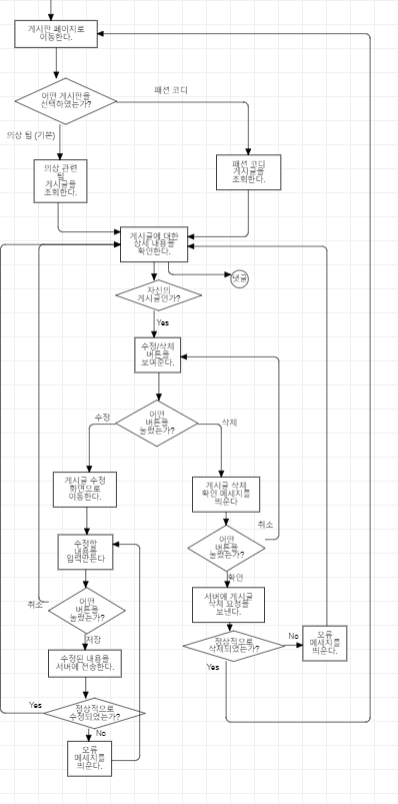 게시판 페이지로
이동한다.
어떤 게시판을
선택하였는가?
패션 코디
의상 팁 (기본)
의상 관련
팁
게시글을
조회한다.
패션 코디
게시글을
조회한다.
게시글에 대한
상세 내용을
확인한다.
댓글
자신의
게시글인가?
Yes
수정/삭제
버튼을
보여준다.
어떤
버튼을
눌렀는가?
수정
삭제
게시글 수정
화면으로
이동한다.
게시글 삭제
확인 메세지를
띄운다
취소
수정할
내용을
입력받는다
어떤
버튼을
눌렀는가?
확인
취소
어떤
버튼을
눌렀는가?
서버에 게시글
삭제 요청을
보낸다.
저장
정상적으로
삭제되었는가?
No
오류
메세지를
띄운다.
Yes
수정된 내용을
서버에 전송한다.
Yes
정상적으로
수정되었는가?
No
오류
메세지를
띄운다.